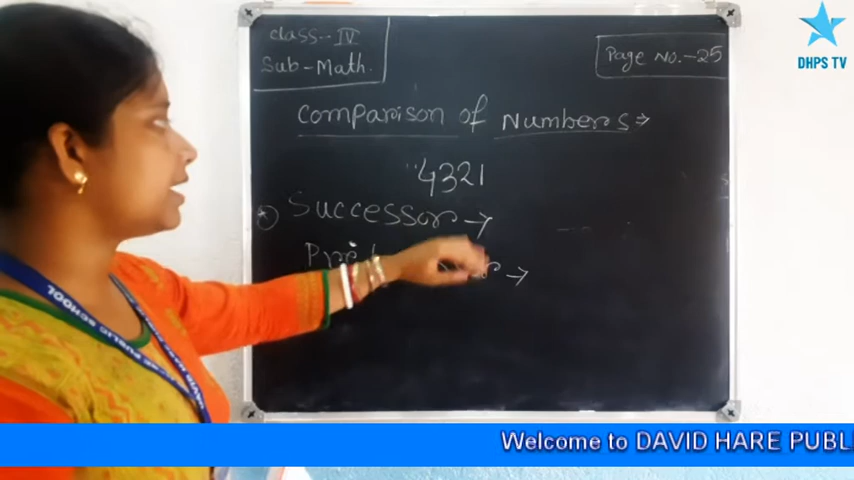 class-IV
Sub-Math.
Page No.-25
DHPS TV
Comparison of Numbers⇒
4321
Successor→
Welcome to DAVID HARE PUBL